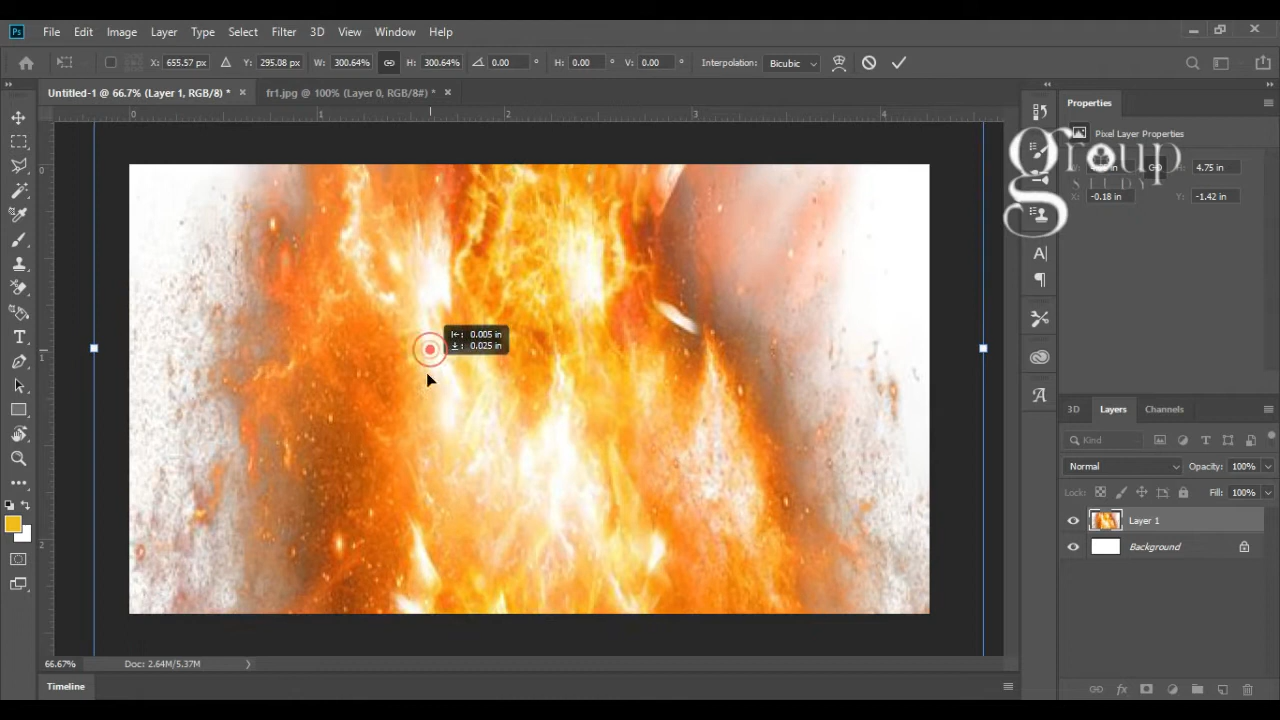 Ps File Edit Image Layer Type Select Filter 3D View Window Help
X: 655.57 px Y: 295.08 px W: 300.64% H: 300.64% 0.00 ° H: 0.00 ° V: 0.00 ° Interpolation: Bicubic
Untitled-1 @ 66.7% (Layer 1, RGB/8) * × fr1.jpg @ 100% (Layer 0, RGB/8#) * ×
0 1 2 3 4
0
1
2
0.005 in
0.025 in
66.67% Doc: 2.64M/5.37M
Timeline
Properties
Pixel Layer Properties
H: 4.75 in
X: -0.18 in Y: -1.42 in
group
STUDY
3D Layers Channels
Kind
Normal Opacity: 100%
Lock: Fill: 100%
Layer 1
Background